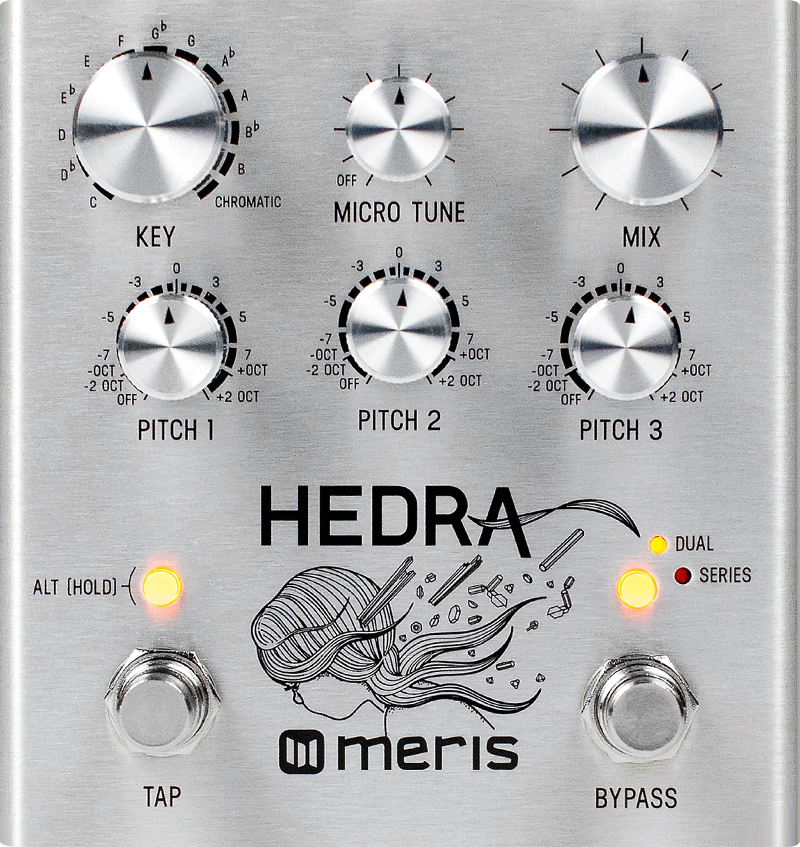 C
D♭
D
E♭
E
F
G♭
G
A♭
A
B♭
B
CHROMATIC
KEY
OFF
MICRO TUNE
MIX
OFF
-2 OCT
-OCT
-7
-5
-3
0
3
5
7
+OCT
+2 OCT
PITCH 1
OFF
-2 OCT
-OCT
-7
-5
-3
0
3
5
7
+OCT
+2 OCT
PITCH 2
OFF
-2 OCT
-OCT
-7
-5
-3
0
3
5
7
+OCT
+2 OCT
PITCH 3
HEDRA
DUAL
SERIES
ALT (HOLD)
m meris
TAP
BYPASS